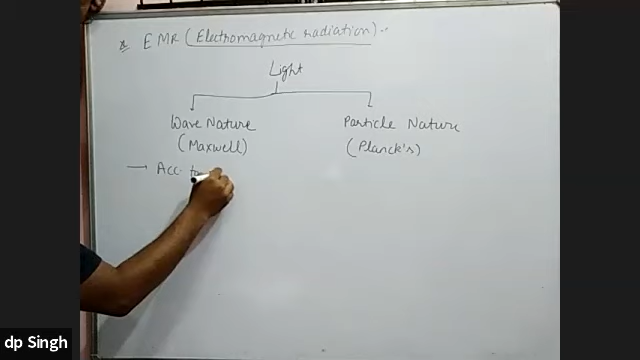 * EMR (Electromagnetic radiation):-
Light
Wave Nature
(Maxwell)
Particle Nature
(Planck's)
→ Acc. to
dp Singh